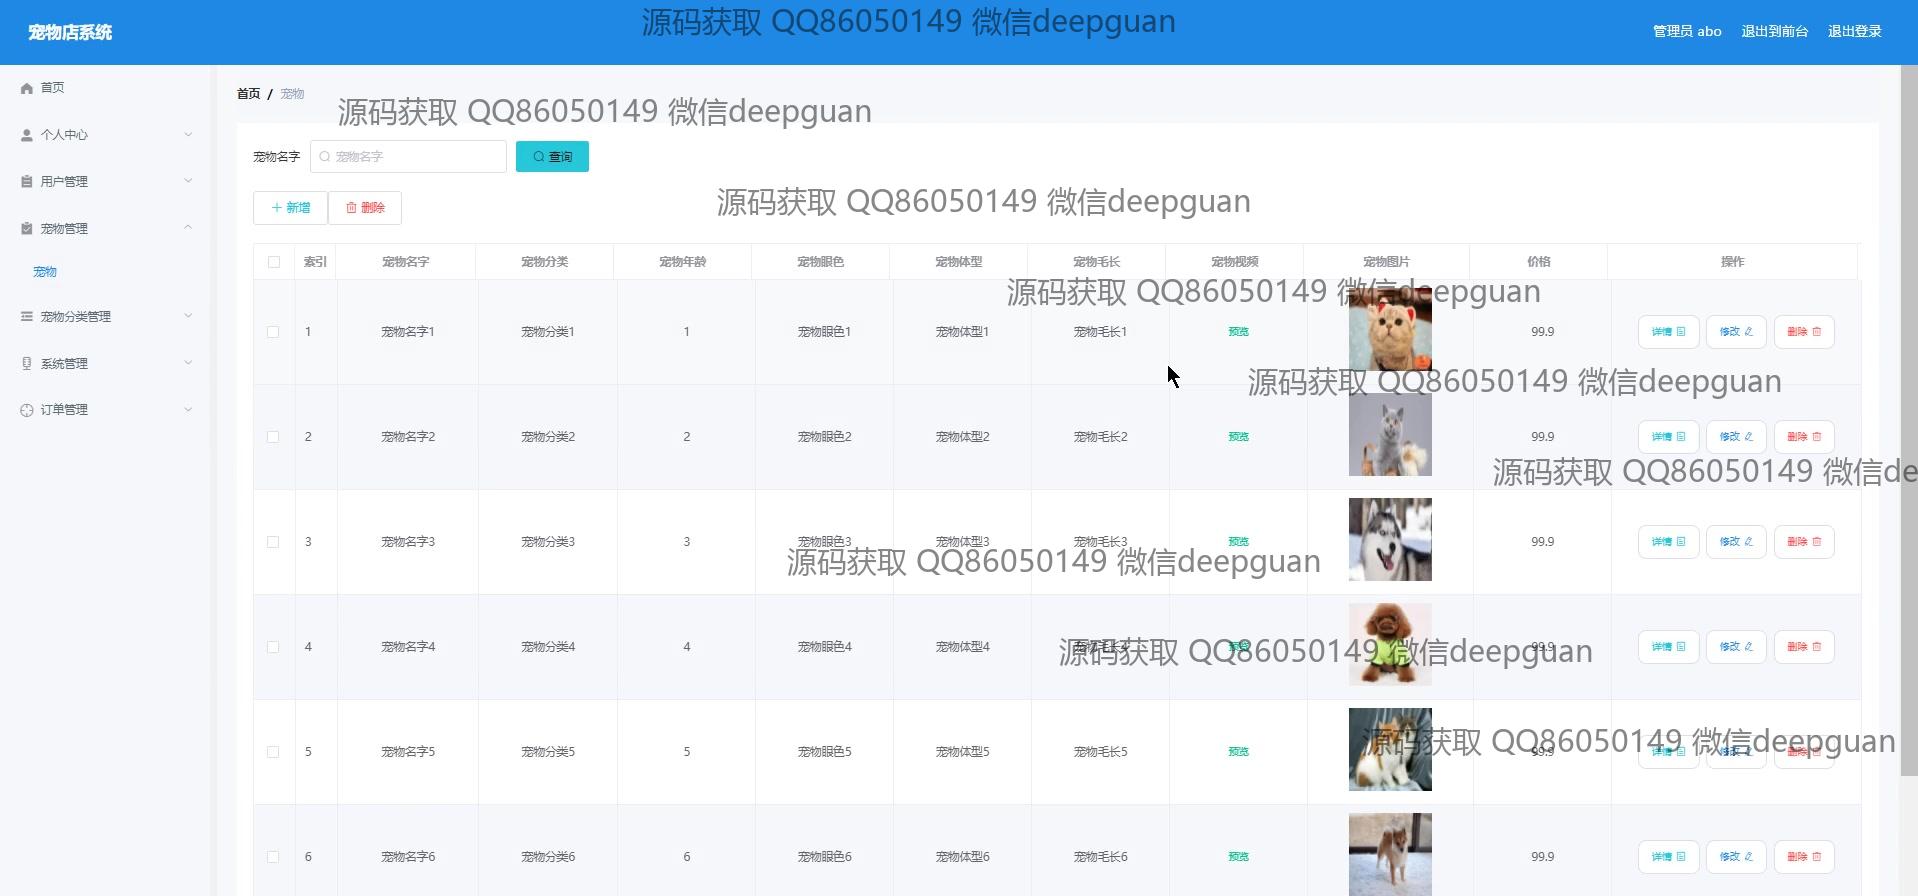 宠物店系统
源码获取 QQ86050149 微信deepguan
管理员 abo 退出到前台 退出登录
首页
个人中心
用户管理
宠物管理
宠物
宠物分类管理
系统管理
订单管理
首页 / 宠物
源码获取 QQ86050149 微信deepguan
宠物名字 宠物名字 查询
源码获取 QQ86050149 微信deepguan
新增 删除
索引 宠物名字 宠物分类 宠物年龄 宠物眼色 宠物体型 宠物毛长 宠物视频 宠物图片 价格 操作
源码获取 QQ86050149 微信deepguan
1 宠物名字1 宠物分类1 1 宠物眼色1 宠物体型1 宠物毛长1 预览 99.9 详情 修改 删除
源码获取 QQ86050149 微信deepguan
2 宠物名字2 宠物分类2 2 宠物眼色2 宠物体型2 宠物毛长2 预览 99.9 详情 修改 删除
源码获取 QQ86050149 微信de
3 宠物名字3 宠物分类3 3 宠物眼色3 宠物体型3 宠物毛长3 预览 99.9 详情 修改 删除
源码获取 QQ86050149 微信deepguan
4 宠物名字4 宠物分类4 4 宠物眼色4 宠物体型4 宠物毛长4 预览 99.9 详情 修改 删除
源码获取 QQ86050149 微信deepguan
5 宠物名字5 宠物分类5 5 宠物眼色5 宠物体型5 宠物毛长5 预览 99.9 详情 修改 删除
源码获取 QQ86050149 微信deepguan
6 宠物名字6 宠物分类6 6 宠物眼色6 宠物体型6 宠物毛长6 预览 99.9 详情 修改 删除